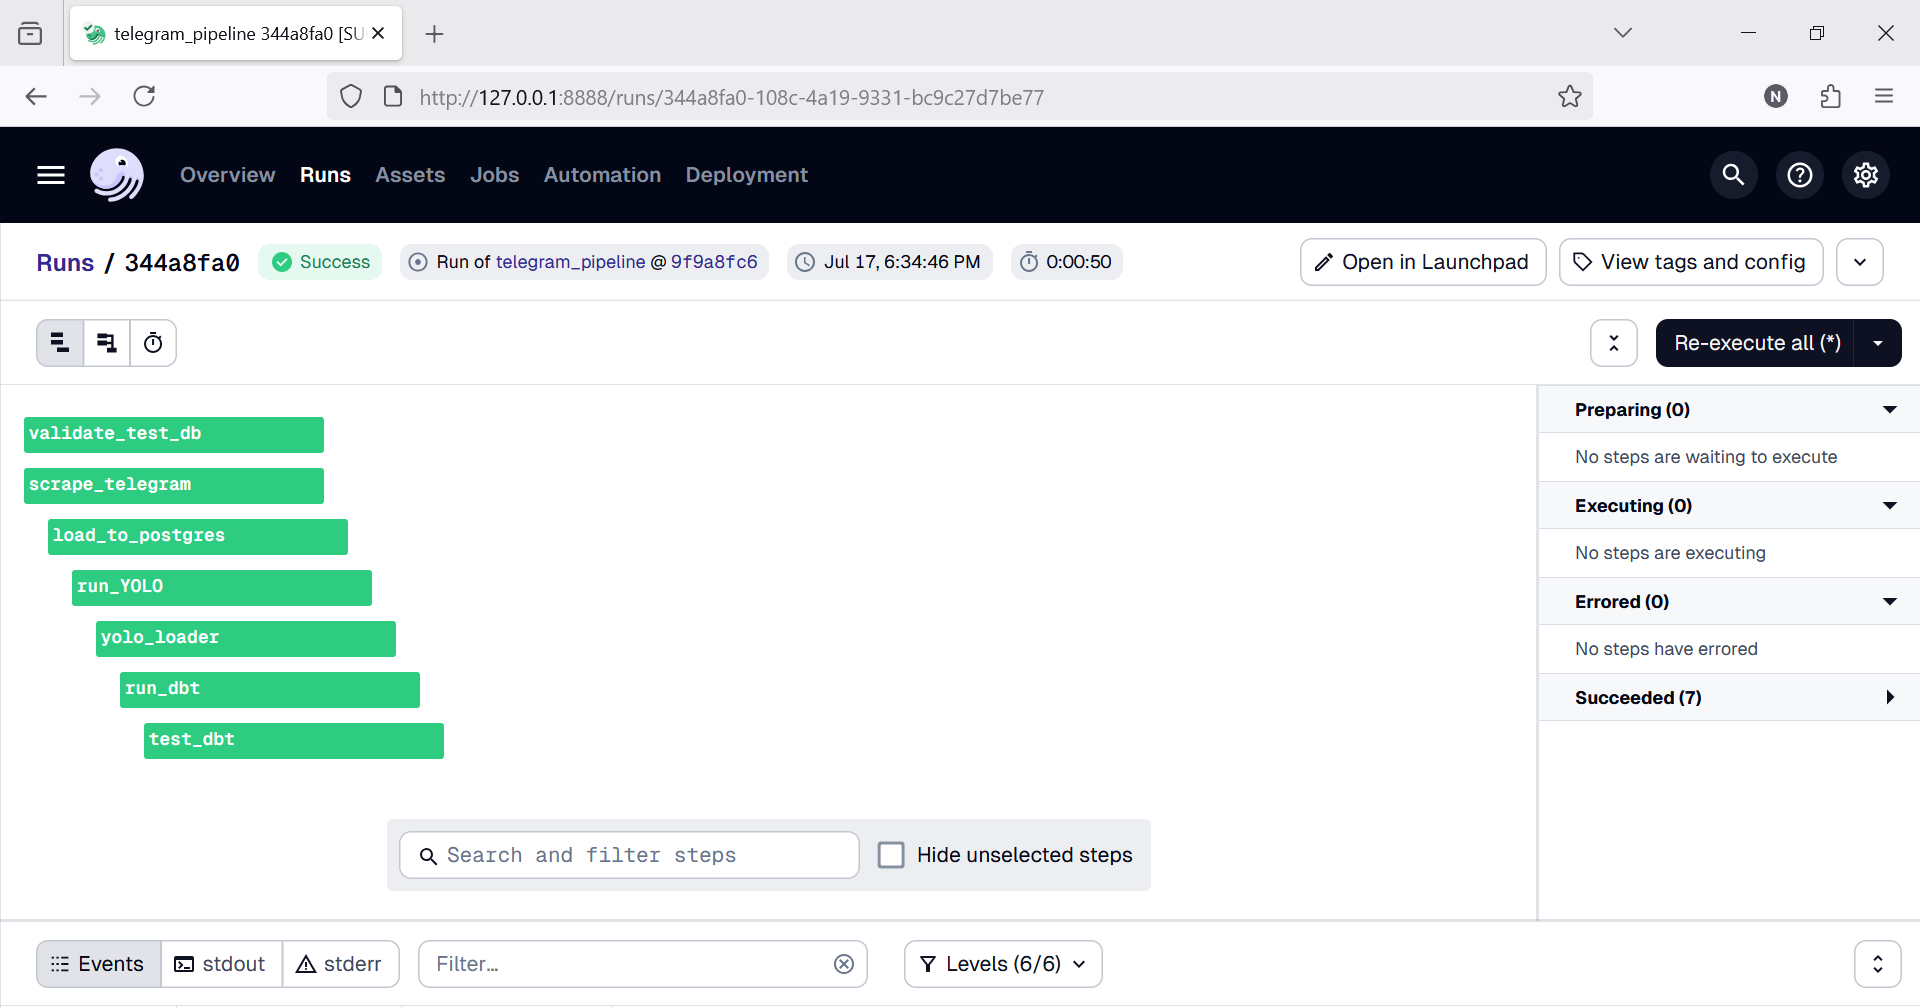 telegram_pipeline 344a8fa0 [SU
http://127.0.0.1:8888/runs/344a8fa0-108c-4a19-9331-bc9c27d7be77
N
Overview Runs Assets Jobs Automation Deployment
Runs / 344a8fa0 Success Run of telegram_pipeline @ 9f9a8fc6 Jul 17, 6:34:46 PM 0:00:50 Open in Launchpad View tags and config
Re-execute all (*)
validate_test_db
scrape_telegram
load_to_postgres
run_YOLO
yolo_loader
run_dbt
test_dbt
Preparing (0)
No steps are waiting to execute
Executing (0)
No steps are executing
Errored (0)
No steps have errored
Succeeded (7)
Search and filter steps Hide unselected steps
Events stdout stderr Filter... Levels (6/6)